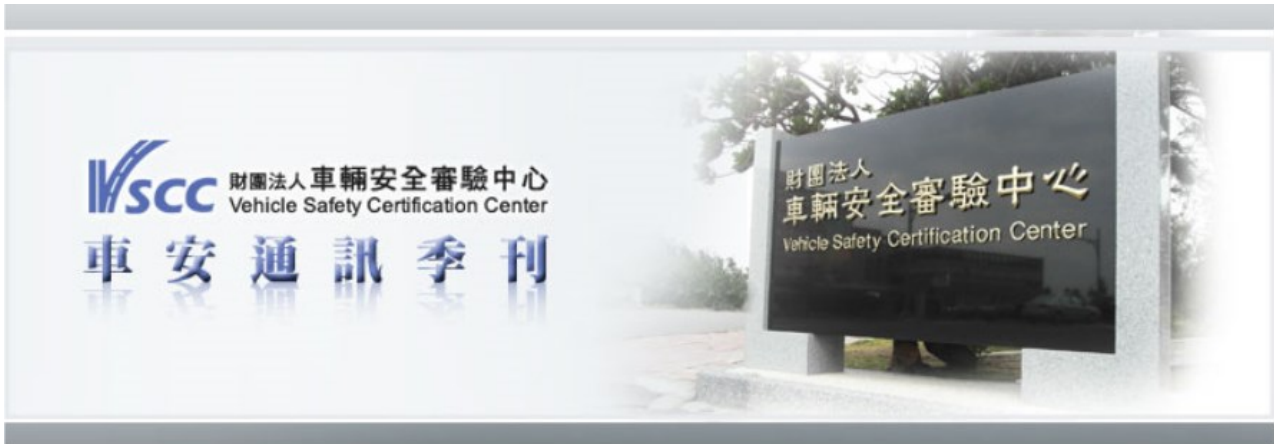 VSCC 財團法人車輛安全審驗中心
Vehicle Safety Certification Center
車安通訊季刊
財團法人
車輛安全審驗中心
Vehicle Safety Certification Center